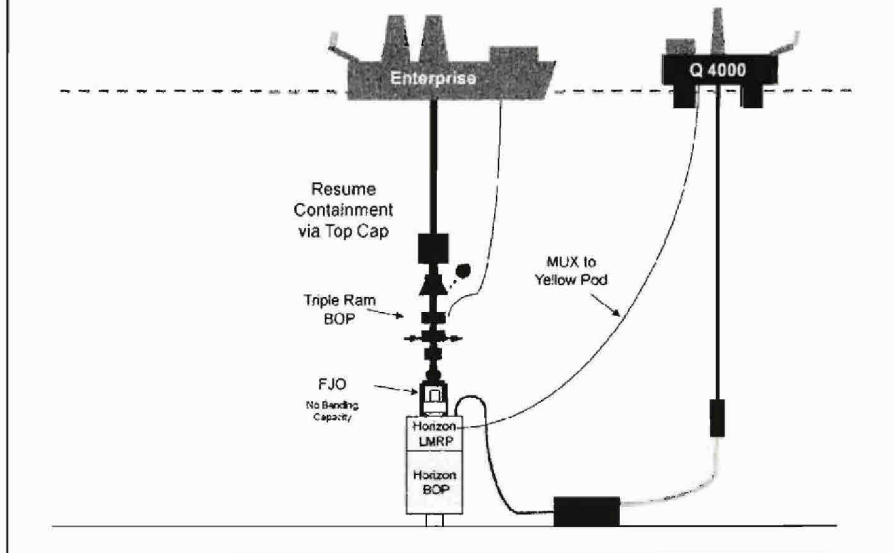 Enterprise
Q 4000
Resume
Containment
via Top Cap
MUX to
Yellow Pod
Triple Ram
BOP
FJO
No Bending
Capacity
Horizon
LMRP
Horizon
BOP